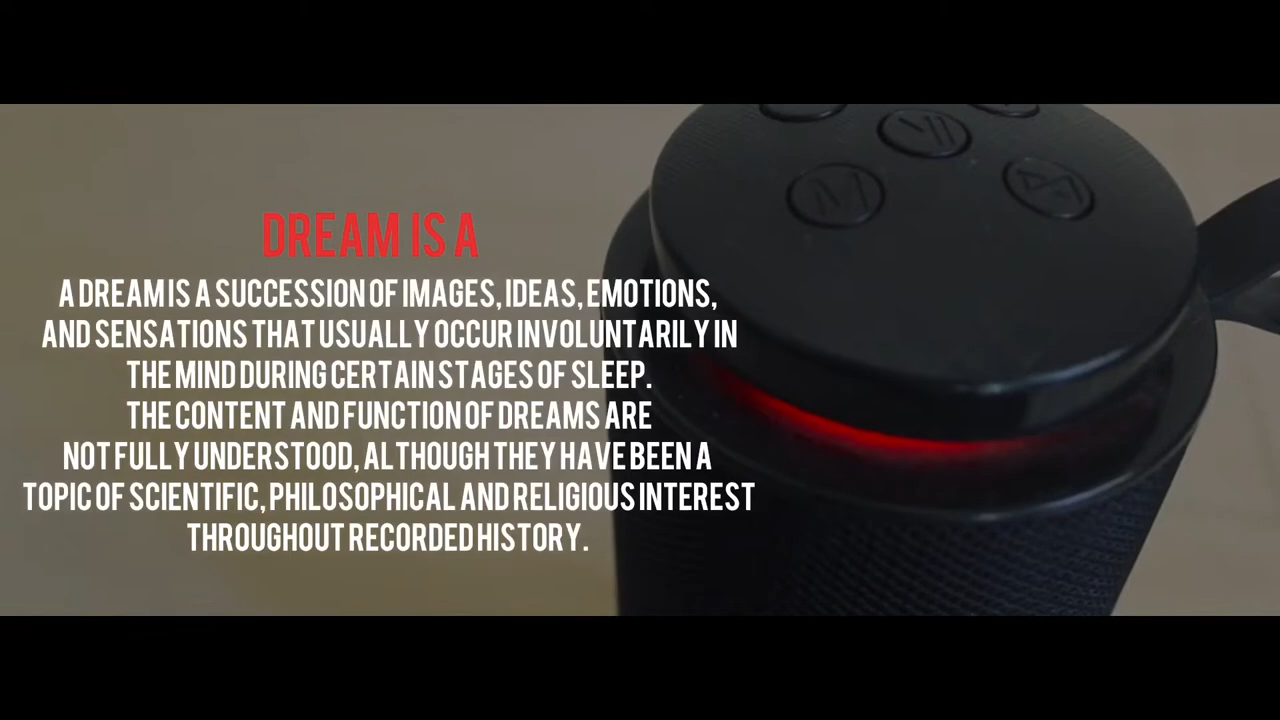 DREAM IS A
A DREAM IS A SUCCESSION OF IMAGES, IDEAS, EMOTIONS,
AND SENSATIONS THAT USUALLY OCCUR INVOLUNTARILY IN
THE MIND DURING CERTAIN STAGES OF SLEEP.
THE CONTENT AND FUNCTION OF DREAMS ARE
NOT FULLY UNDERSTOOD, ALTHOUGH THEY HAVE BEEN A
TOPIC OF SCIENTIFIC, PHILOSOPHICAL AND RELIGIOUS INTEREST
THROUGHOUT RECORDED HISTORY.
M